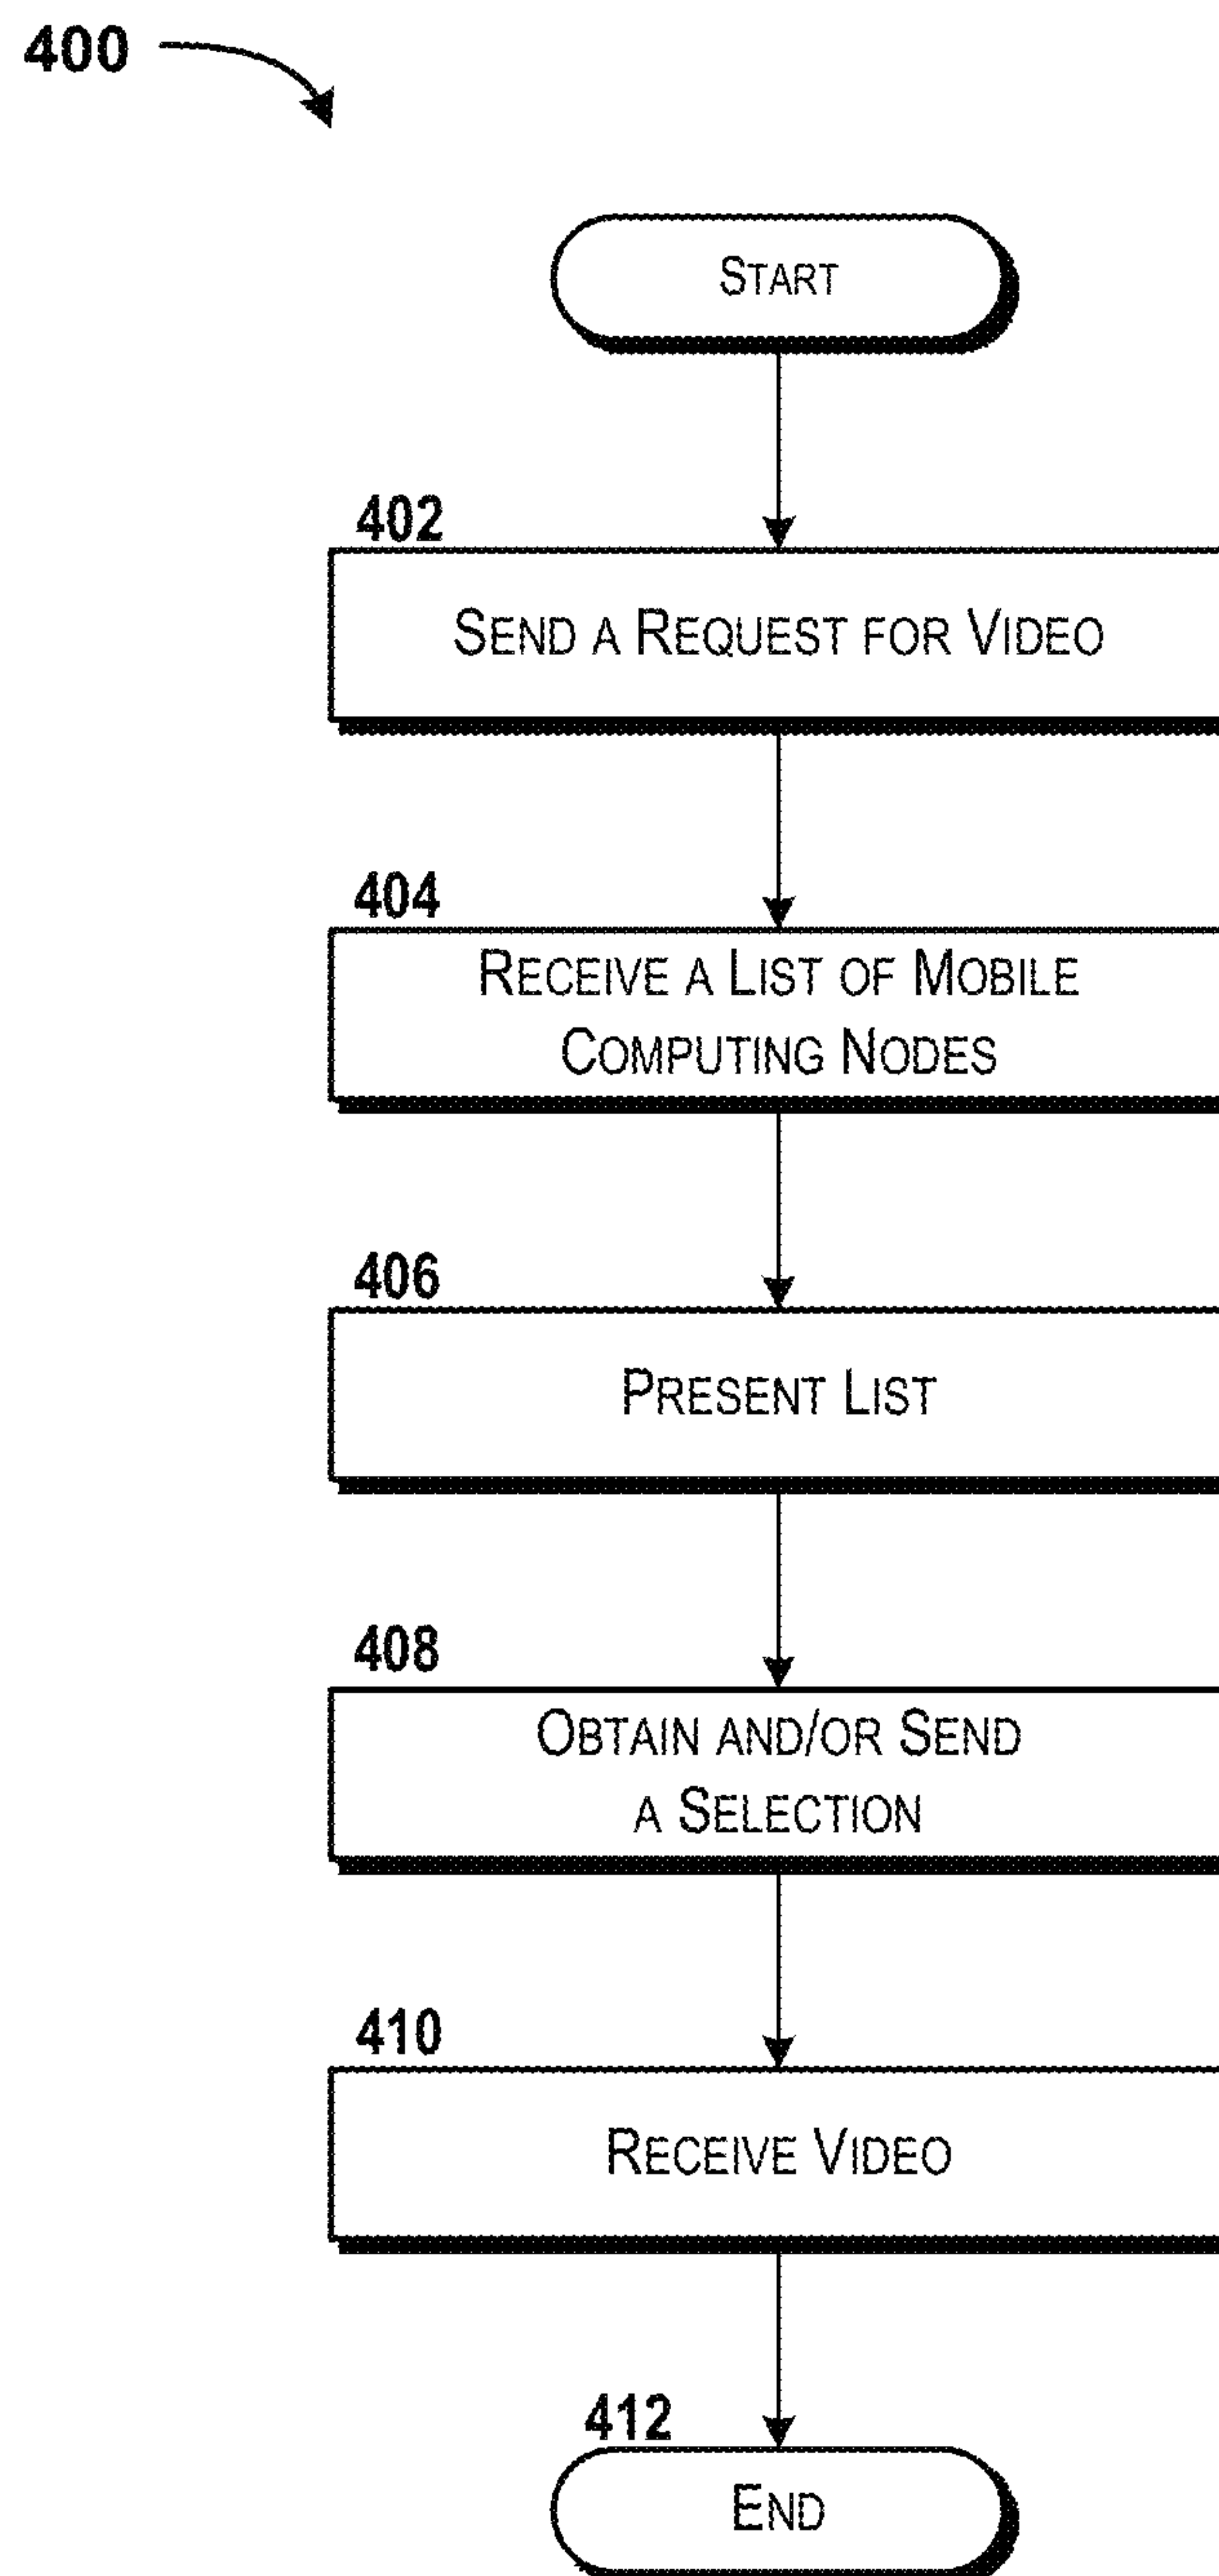 400
START
402
SEND A REQUEST FOR VIDEO
404
RECEIVE A LIST OF MOBILE
COMPUTING NODES
406
PRESENT LIST
408
OBTAIN AND/OR SEND
A SELECTION
410
RECEIVE VIDEO
412
END